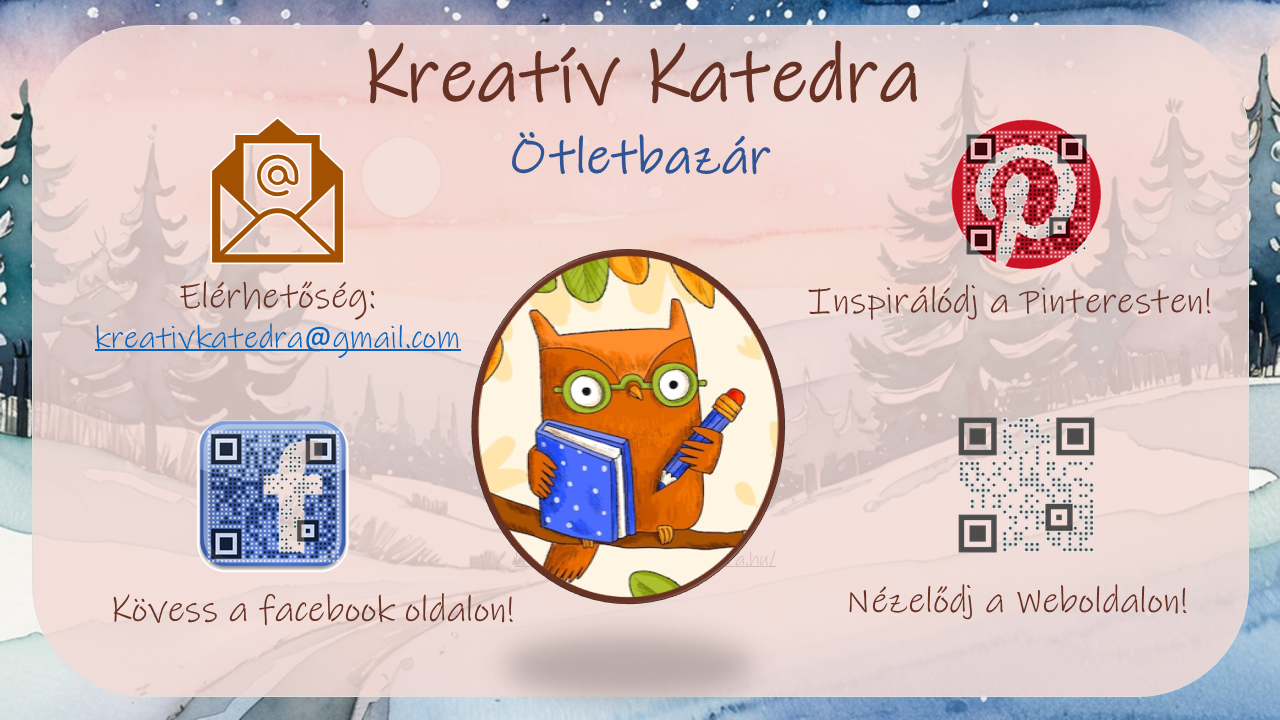 Kreatív Katedra
Ötletbazár
Elérhetőség:
kreativkatedra@gmail.com
Inspirálódj a Pinteresten!
Kövess a facebook oldalon!
Nézelődj a Weboldalon!